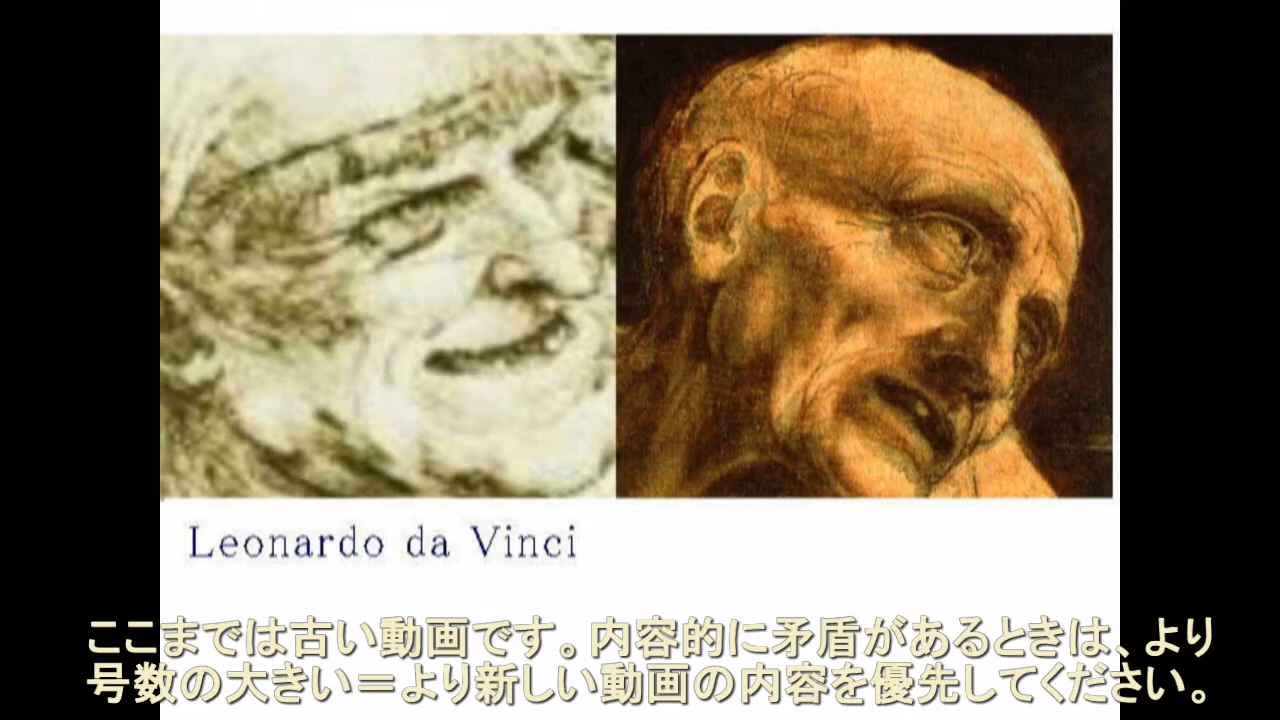 Leonardo da Vinci
ここまでは古い動画です。内容的に矛盾があるときは、より
号数の大きい＝より新しい動画の内容を優先してください。